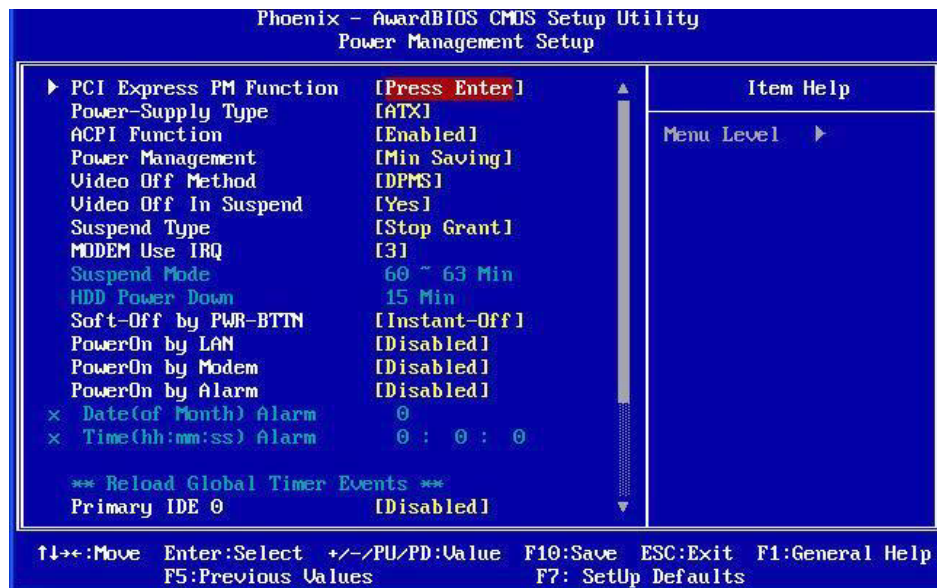 Phoenix - AwardBIOS CMOS Setup Utility
Power Management Setup
PCI Express PM Function [Press Enter]
Power-Supply Type [ATX]
ACPI Function [Enabled]
Power Management [Min Saving]
Video Off Method [DPMS]
Video Off In Suspend [Yes]
Suspend Type [Stop Grant]
MODEM Use IRQ [3]
Suspend Mode 60 ~ 63 Min
HDD Power Down 15 Min
Soft-Off by PWR-BTTN [Instant-Off]
PowerOn by LAN [Disabled]
PowerOn by Modem [Disabled]
PowerOn by Alarm [Disabled]
x Date(of Month) Alarm 0
x Time(hh:mm:ss) Alarm 0 : 0 : 0
** Reload Global Timer Events **
Primary IDE 0 [Disabled]
Item Help
Menu Level
↑↓→←:Move Enter:Select +/-/PU/PD:Value F10:Save ESC:Exit F1:General Help
F5:Previous Values F7: SetUp Defaults